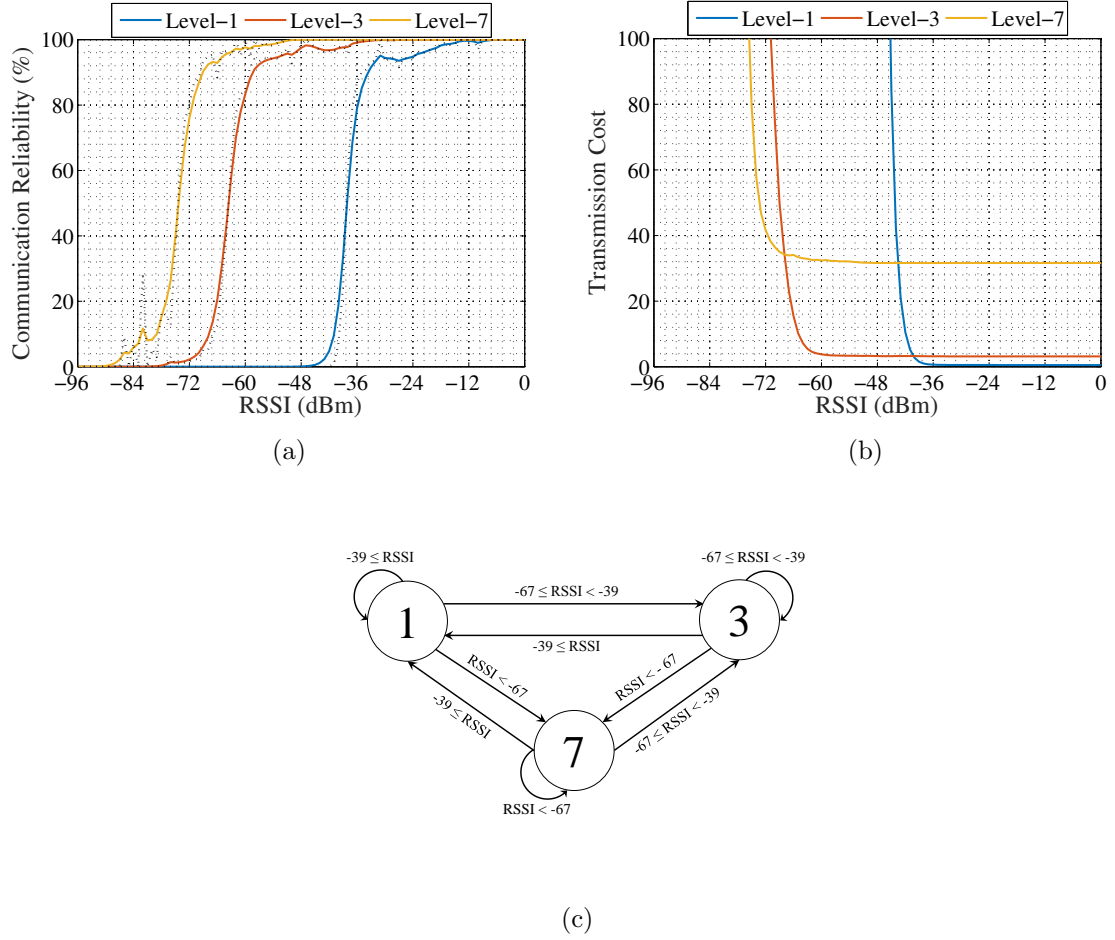 Level−1 Level−3 Level−7
Communication Reliability (%)
100
80
60
40
20
0
−96 −84 −72 −60 −48 −36 −24 −12 0
RSSI (dBm)
(a)
Level−1 Level−3 Level−7
Transmission Cost
100
80
60
40
20
0
−96 −84 −72 −60 −48 −36 −24 −12 0
RSSI (dBm)
(b)
-39 ≤ RSSI
-67 ≤ RSSI < -39
1
-67 ≤ RSSI < -39
3
-39 ≤ RSSI
RSSI < -67
RSSI < - 67
-39 ≤ RSSI
-67 ≤ RSSI < -39
7
RSSI < -67
(c)